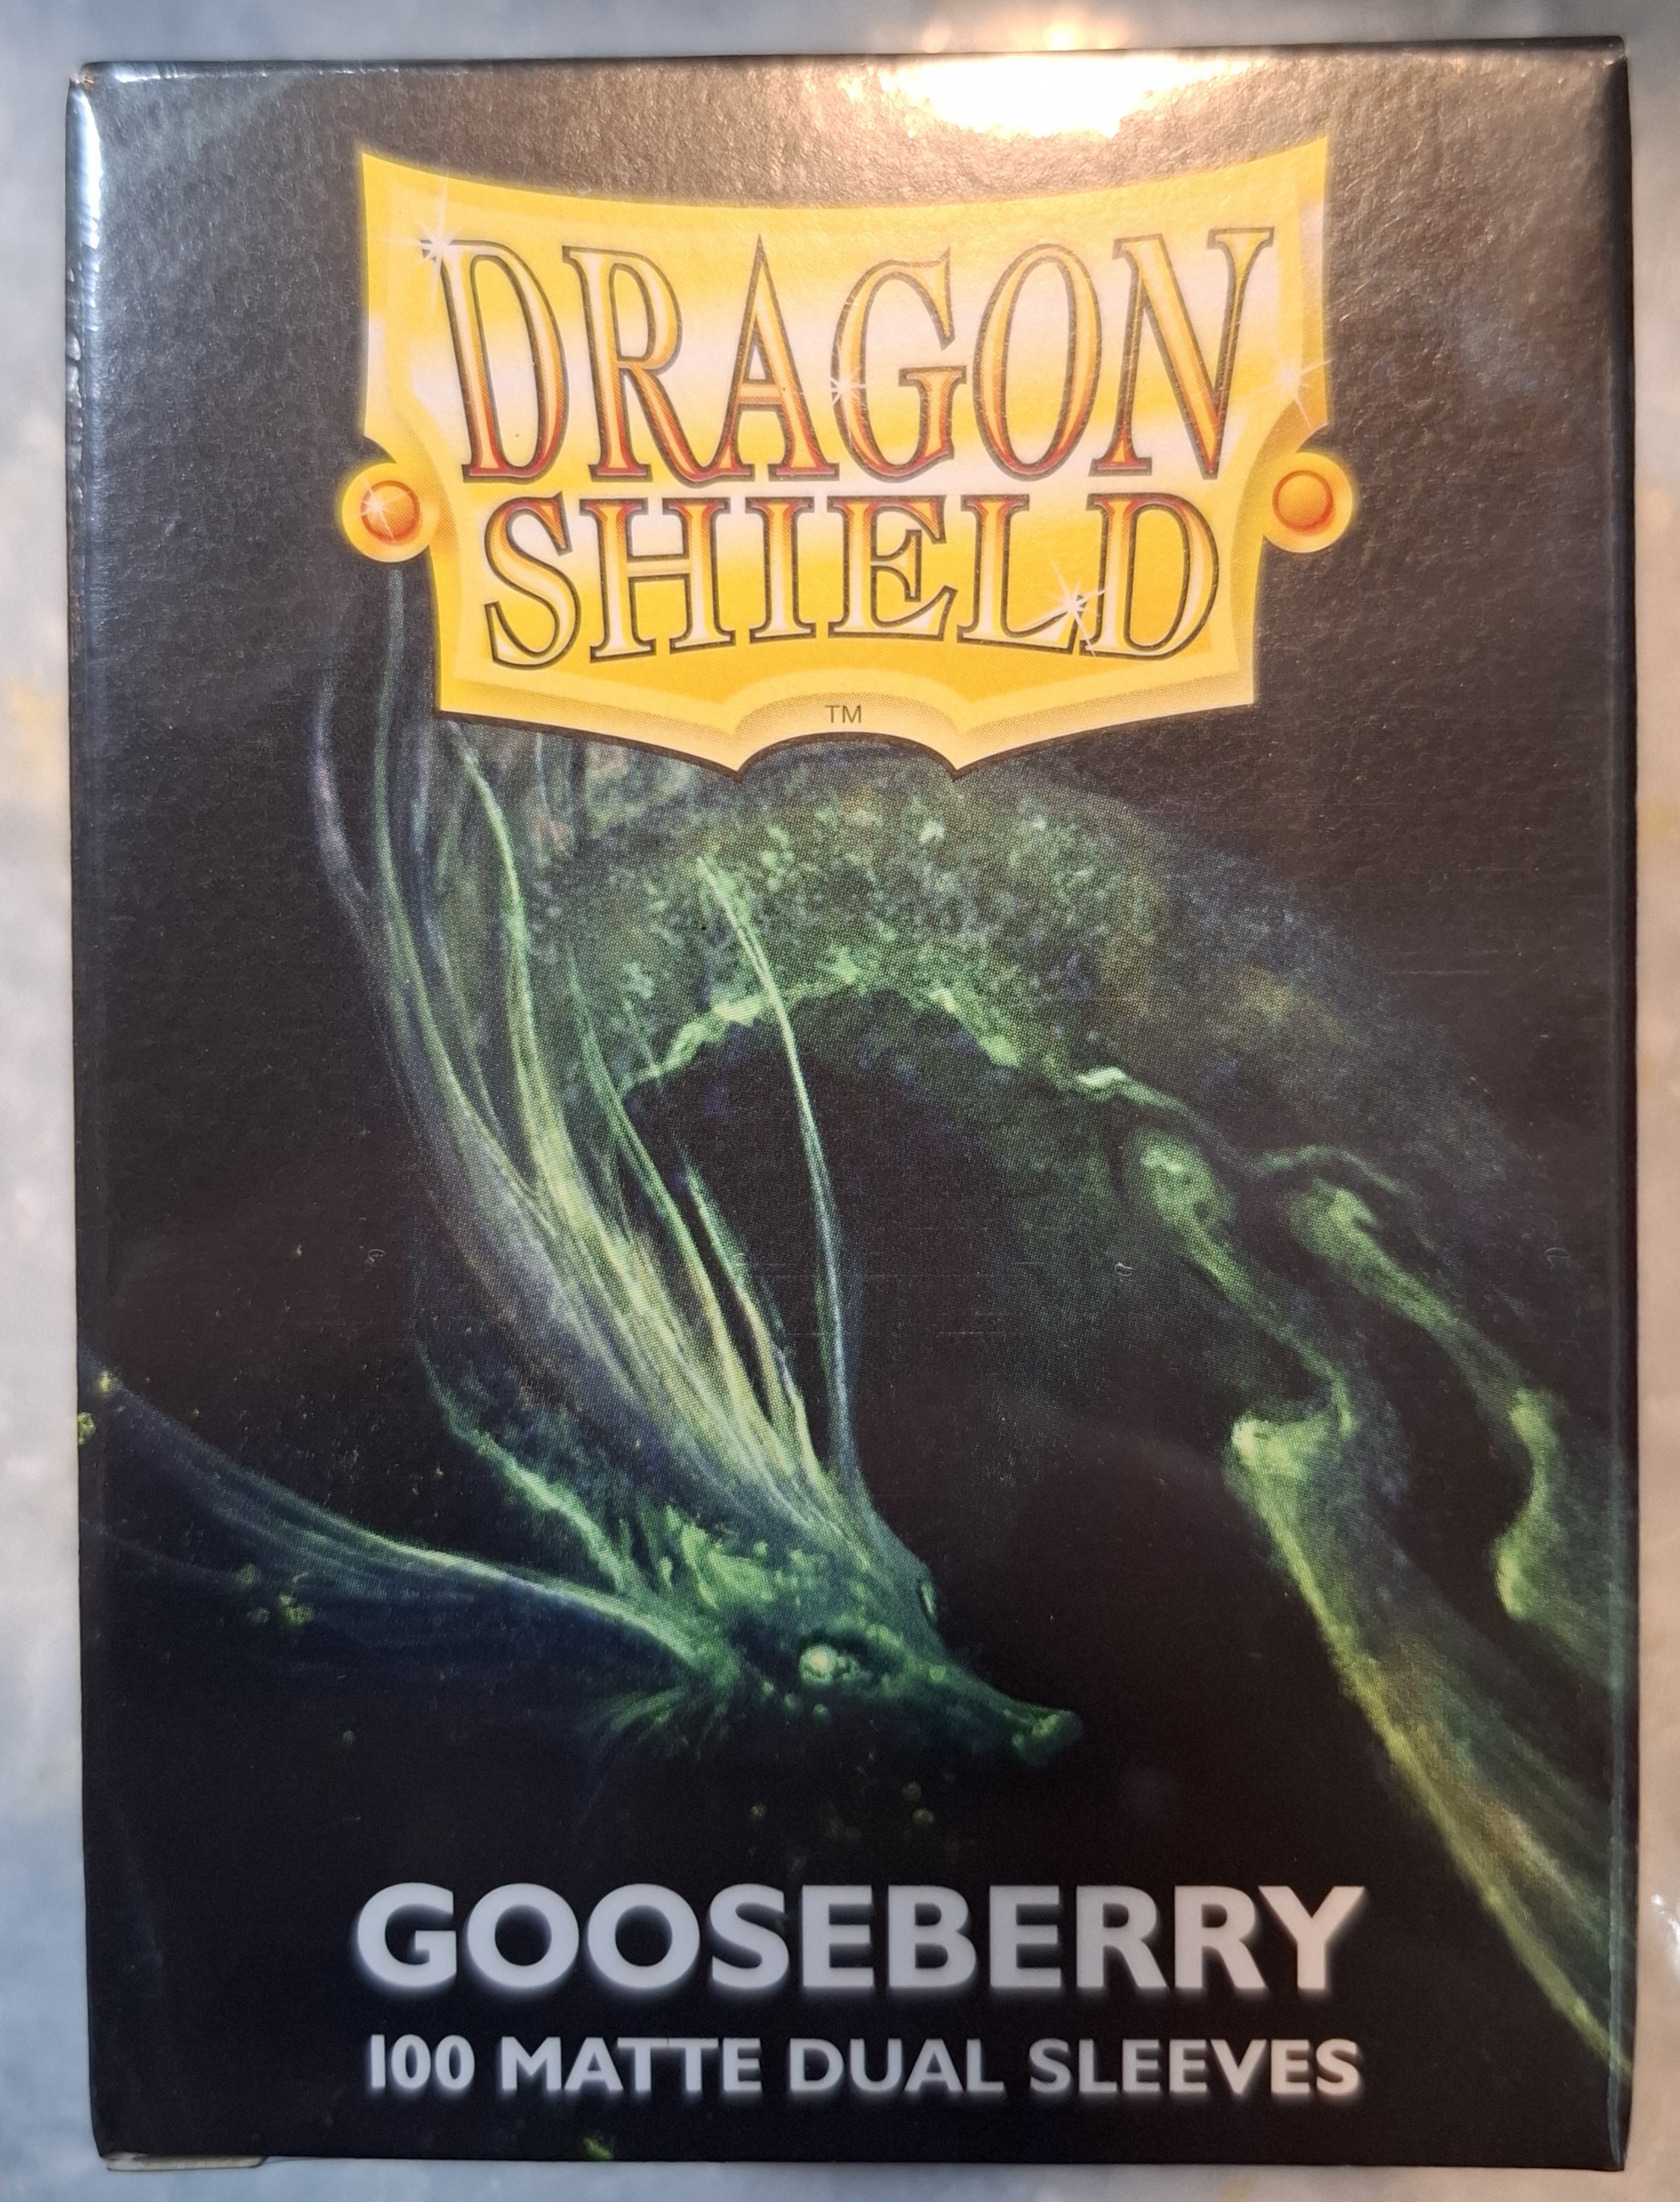 DRAGON
SHIELD
TM
GOOSEBERRY
100 MATTE DUAL SLEEVES